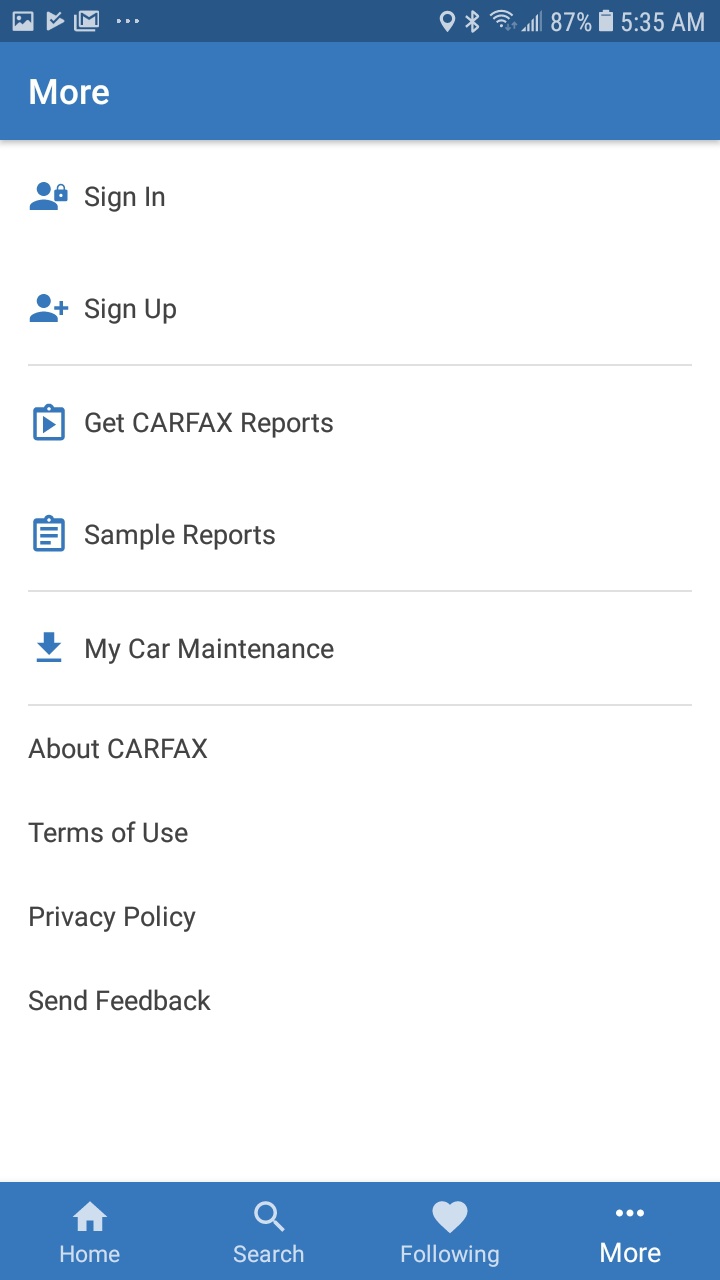 87% 5:35 AM
More
Sign In
Sign Up
Get CARFAX Reports
Sample Reports
My Car Maintenance
About CARFAX
Terms of Use
Privacy Policy
Send Feedback
Home Search Following More